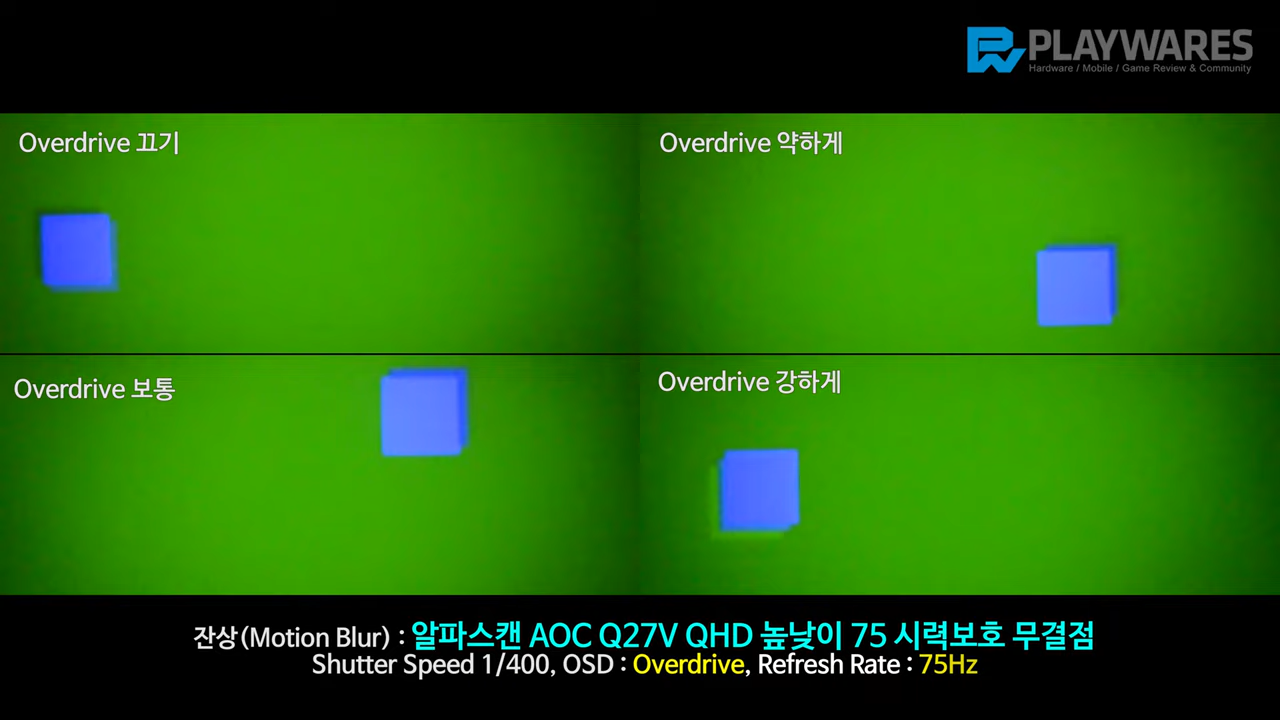 PLAYWARES
Hardware / Mobile / Game Review & Community
Overdrive 끄기
Overdrive 약하게
Overdrive 보통
Overdrive 강하게
잔상(Motion Blur) : 알파스캔 AOC Q27V QHD 높낮이 75 시력보호 무결점
Shutter Speed 1/400, OSD : Overdrive, Refresh Rate : 75Hz